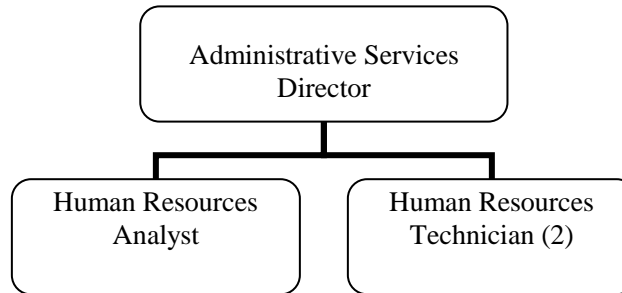 Administrative Services
Director
Human Resources
Analyst
Human Resources
Technician (2)